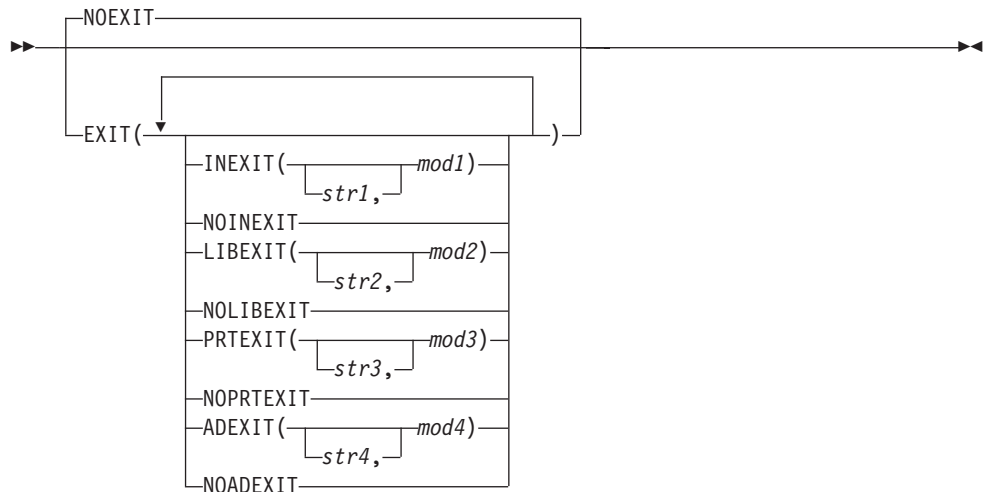 NOEXIT
EXIT( )
INEXIT( mod1)
str1,
NOINEXIT
LIBEXIT( mod2)
str2,
NOLIBEXIT
PRTEXIT( mod3)
str3,
NOPRTEXIT
ADEXIT( mod4)
str4,
NOADEXIT